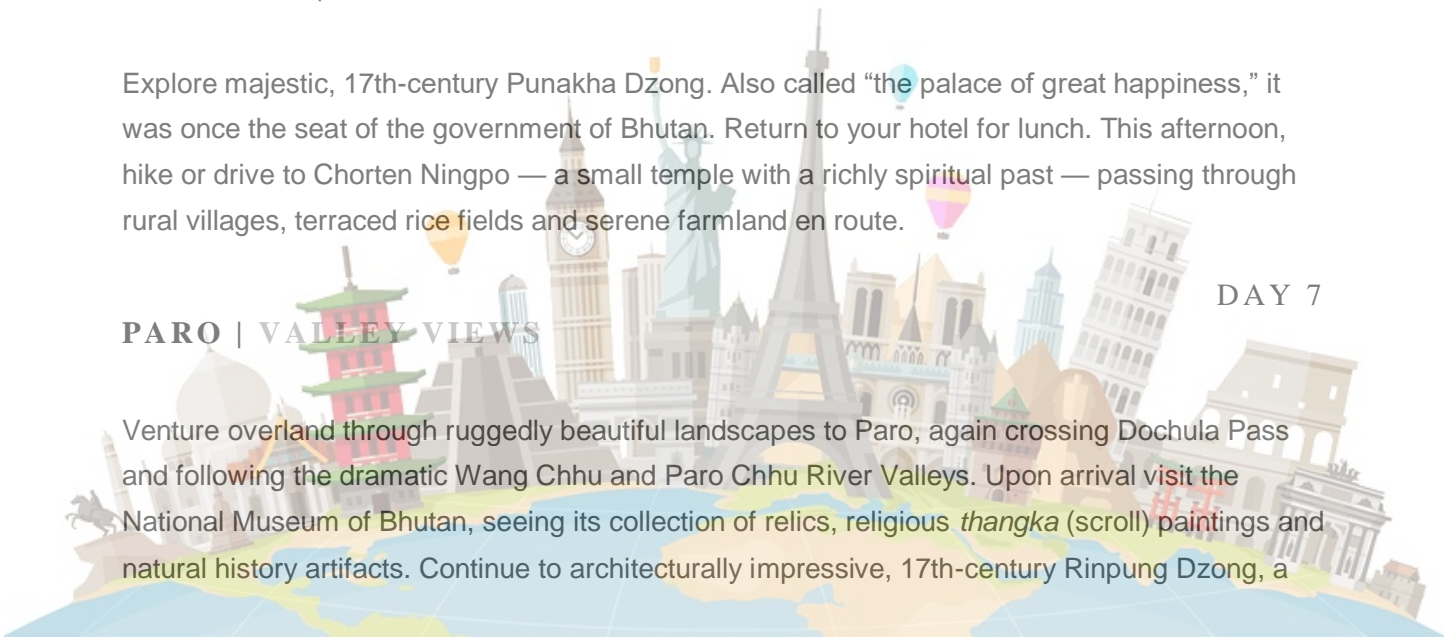 Explore majestic, 17th-century Punakha Dzong. Also called “the palace of great happiness,” it
was once the seat of the government of Bhutan. Return to your hotel for lunch. This afternoon,
hike or drive to Chorten Ningpo — a small temple with a richly spiritual past — passing through
rural villages, terraced rice fields and serene farmland en route.
DAY 7
PARO | VALLEY VIEWS
Venture overland through ruggedly beautiful landscapes to Paro, again crossing Dochula Pass
and following the dramatic Wang Chhu and Paro Chhu River Valleys. Upon arrival visit the
National Museum of Bhutan, seeing its collection of relics, religious thangka (scroll) paintings and
natural history artifacts. Continue to architecturally impressive, 17th-century Rinpung Dzong, a